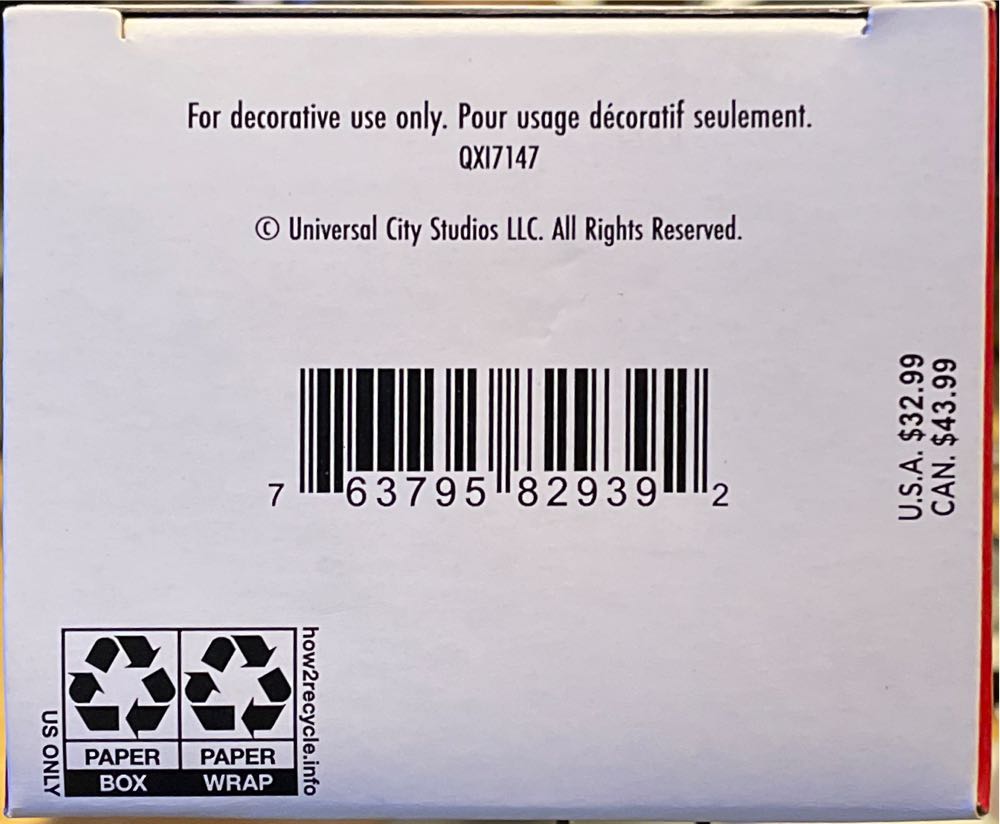 For decorative use only. Pour usage décoratif seulement.
QXI7147
© Universal City Studios LLC. All Rights Reserved.
7 63795 82939 2
U.S.A. $32.99
CAN. $43.99
how2recycle.info
US ONLY
PAPER
BOX
PAPER
WRAP